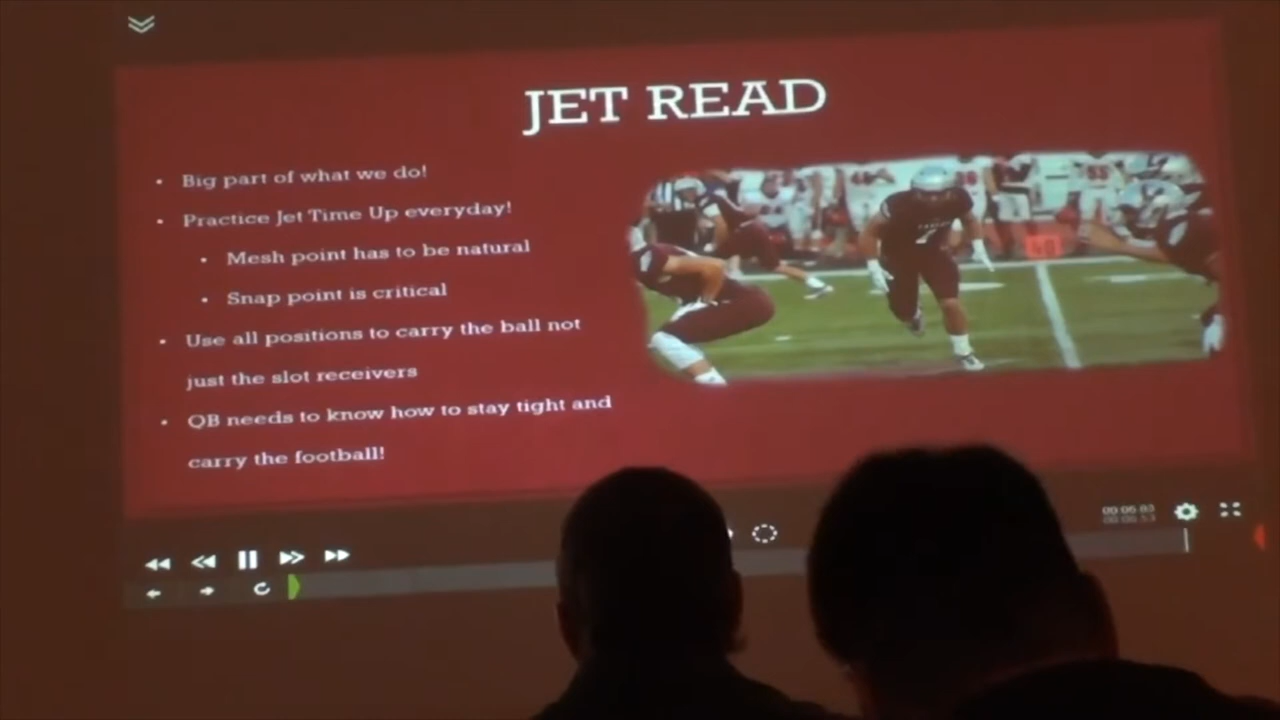 JET READ
• Big part of what we do!
• Practice Jet Time Up everyday!
• Mesh point has to be natural
• Snap point is critical
• Use all positions to carry the ball not
just the slot receivers
• QB needs to know how to stay tight and
carry the football!